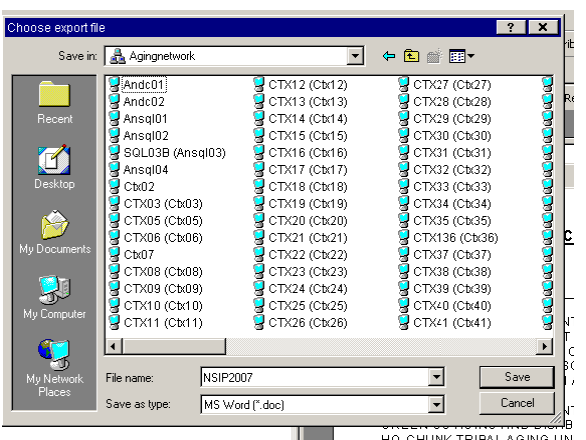 Choose export file
Save in: Agingnetwork
Recent
Desktop
My Documents
My Computer
My Network
Places
Andc01
Andc02
Ansql01
Ansql02
SQL03B (Ansql03)
Ansql04
Ctx02
CTX03 (Ctx03)
CTX05 (Ctx05)
CTX06 (Ctx06)
Ctx07
CTX08 (Ctx08)
CTX09 (Ctx09)
CTX10 (Ctx10)
CTX11 (Ctx11)
CTX12 (Ctx12)
CTX13 (Ctx13)
CTX14 (Ctx14)
CTX15 (Ctx15)
CTX16 (Ctx16)
CTX17 (Ctx17)
CTX18 (Ctx18)
CTX19 (Ctx19)
CTX20 (Ctx20)
CTX21 (Ctx21)
CTX22 (Ctx22)
CTX23 (Ctx23)
CTX24 (Ctx24)
CTX25 (Ctx25)
CTX26 (Ctx26)
CTX27 (Ctx27)
CTX28 (Ctx28)
CTX29 (Ctx29)
CTX30 (Ctx30)
CTX31 (Ctx31)
CTX32 (Ctx32)
CTX33 (Ctx33)
CTX34 (Ctx34)
CTX35 (Ctx35)
CTX136 (Ctx36)
CTX37 (Ctx37)
CTX38 (Ctx38)
CTX39 (Ctx39)
CTX40 (Ctx40)
CTX41 (Ctx41)
File name: NSIP2007 Save
Save as type: MS Word (*.doc) Cancel
HO-CHUNK TRIBAL AGING